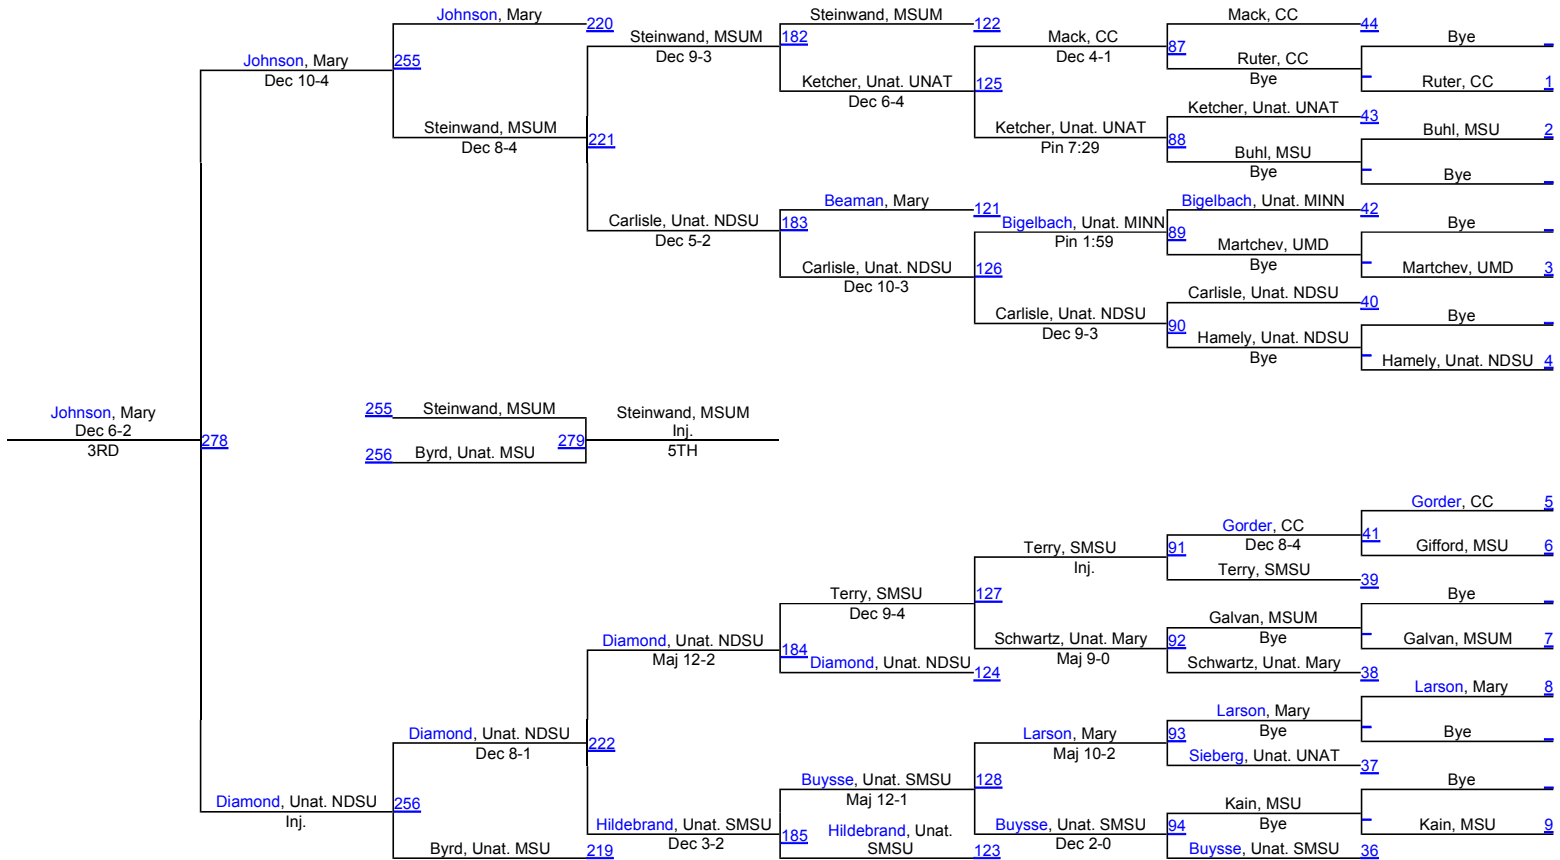 Johnson, Mary
220
Steinwand, MSUM
122
Mack, CC
44
Steinwand, MSUM
Dec 9-3
182
Mack, CC
Dec 4-1
87
Bye
Johnson, Mary
Dec 10-4
255
Ruter, CC
Bye
Ketcher, Unat. UNAT
Dec 6-4
125
Ruter, CC
1
Ketcher, Unat. UNAT
43
Steinwand, MSUM
Dec 8-4
221
Ketcher, Unat. UNAT
Pin 7:29
88
Buhl, MSU
2
Buhl, MSU
Bye
Bye
Beaman, Mary
121
Bigelbach, Unat. MINN
42
Carlisle, Unat. NDSU
Dec 5-2
183
Bigelbach, Unat. MINN
Pin 1:59
89
Bye
Martchev, UMD
Bye
Carlisle, Unat. NDSU
Dec 10-3
126
Martchev, UMD
3
Carlisle, Unat. NDSU
40
Carlisle, Unat. NDSU
Dec 9-3
90
Bye
Hamely, Unat. NDSU
Bye
Hamely, Unat. NDSU
4
Johnson, Mary
Dec 6-2
3RD
278
255
Steinwand, MSUM
256
Byrd, Unat. MSU
279
Steinwand, MSUM
Inj.
5TH
Gorder, CC
5
Gorder, CC
Dec 8-4
41
Gifford, MSU
6
Terry, SMSU
Inj.
91
Terry, SMSU
39
Terry, SMSU
Dec 9-4
127
Bye
Galvan, MSUM
Bye
Diamond, Unat. NDSU
Maj 12-2
184
Schwartz, Unat. Mary
Maj 9-0
92
Galvan, MSUM
7
Diamond, Unat. NDSU
124
Schwartz, Unat. Mary
38
Larson, Mary
8
Larson, Mary
Bye
Diamond, Unat. NDSU
Dec 8-1
222
Larson, Mary
Maj 10-2
93
Bye
Sieberg, Unat. UNAT
37
Buysse, Unat. SMSU
Maj 12-1
128
Bye
Diamond, Unat. NDSU
Inj.
256
Kain, MSU
Bye
Hildebrand, Unat. SMSU
Dec 3-2
185
Hildebrand, Unat.
SMSU
123
Buysse, Unat. SMSU
Dec 2-0
94
Kain, MSU
9
Byrd, Unat. MSU
219
Buysse, Unat. SMSU
36